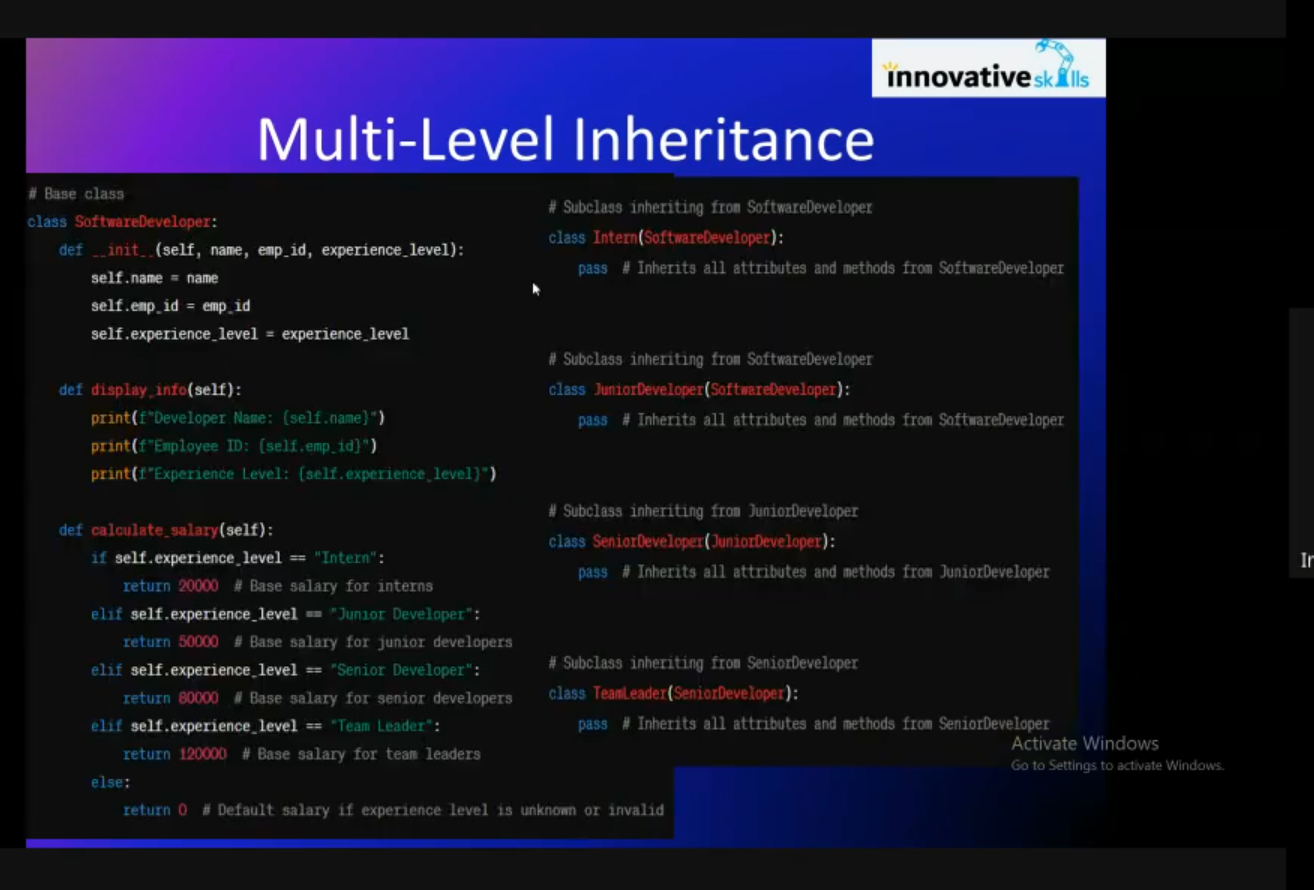 innovative skills
Multi-Level Inheritance
# Base class
class SoftwareDeveloper:
def __init__(self, name, emp_id, experience_level):
self.name = name
self.emp_id = emp_id
self.experience_level = experience_level
def display_info(self):
print(f"Developer Name: {self.name}")
print(f"Employee ID: {self.emp_id}")
print(f"Experience Level: {self.experience_level}")
def calculate_salary(self):
if self.experience_level == "Intern":
return 20000 # Base salary for interns
elif self.experience_level == "Junior Developer":
return 50000 # Base salary for junior developers
elif self.experience_level == "Senior Developer":
return 80000 # Base salary for senior developers
elif self.experience_level == "Team Leader":
return 120000 # Base salary for team leaders
else:
return 0 # Default salary if experience level is unknown or invalid
# Subclass inheriting from SoftwareDeveloper
class Intern(SoftwareDeveloper):
pass # Inherits all attributes and methods from SoftwareDeveloper
# Subclass inheriting from SoftwareDeveloper
class JuniorDeveloper(SoftwareDeveloper):
pass # Inherits all attributes and methods from SoftwareDeveloper
# Subclass inheriting from JuniorDeveloper
class SeniorDeveloper(JuniorDeveloper):
pass # Inherits all attributes and methods from JuniorDeveloper
# Subclass inheriting from SeniorDeveloper
class TeamLeader(SeniorDeveloper):
pass # Inherits all attributes and methods from SeniorDeveloper
Activate Windows
Go to Settings to activate Windows.